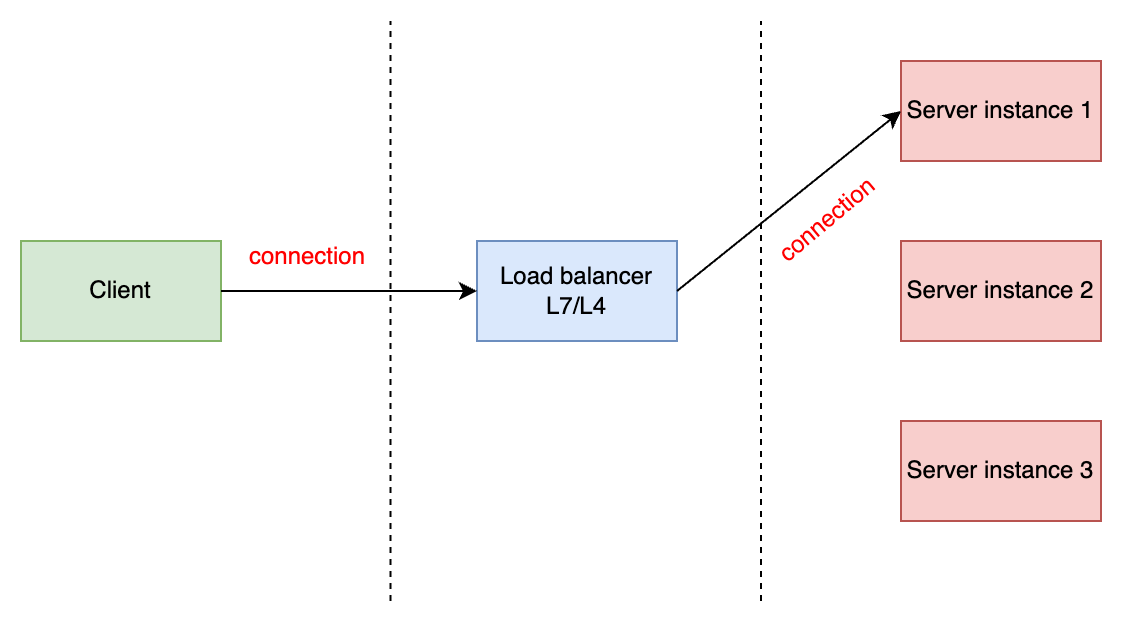 Client
connection
Load balancer
L7/L4
connection
Server instance 1
Server instance 2
Server instance 3